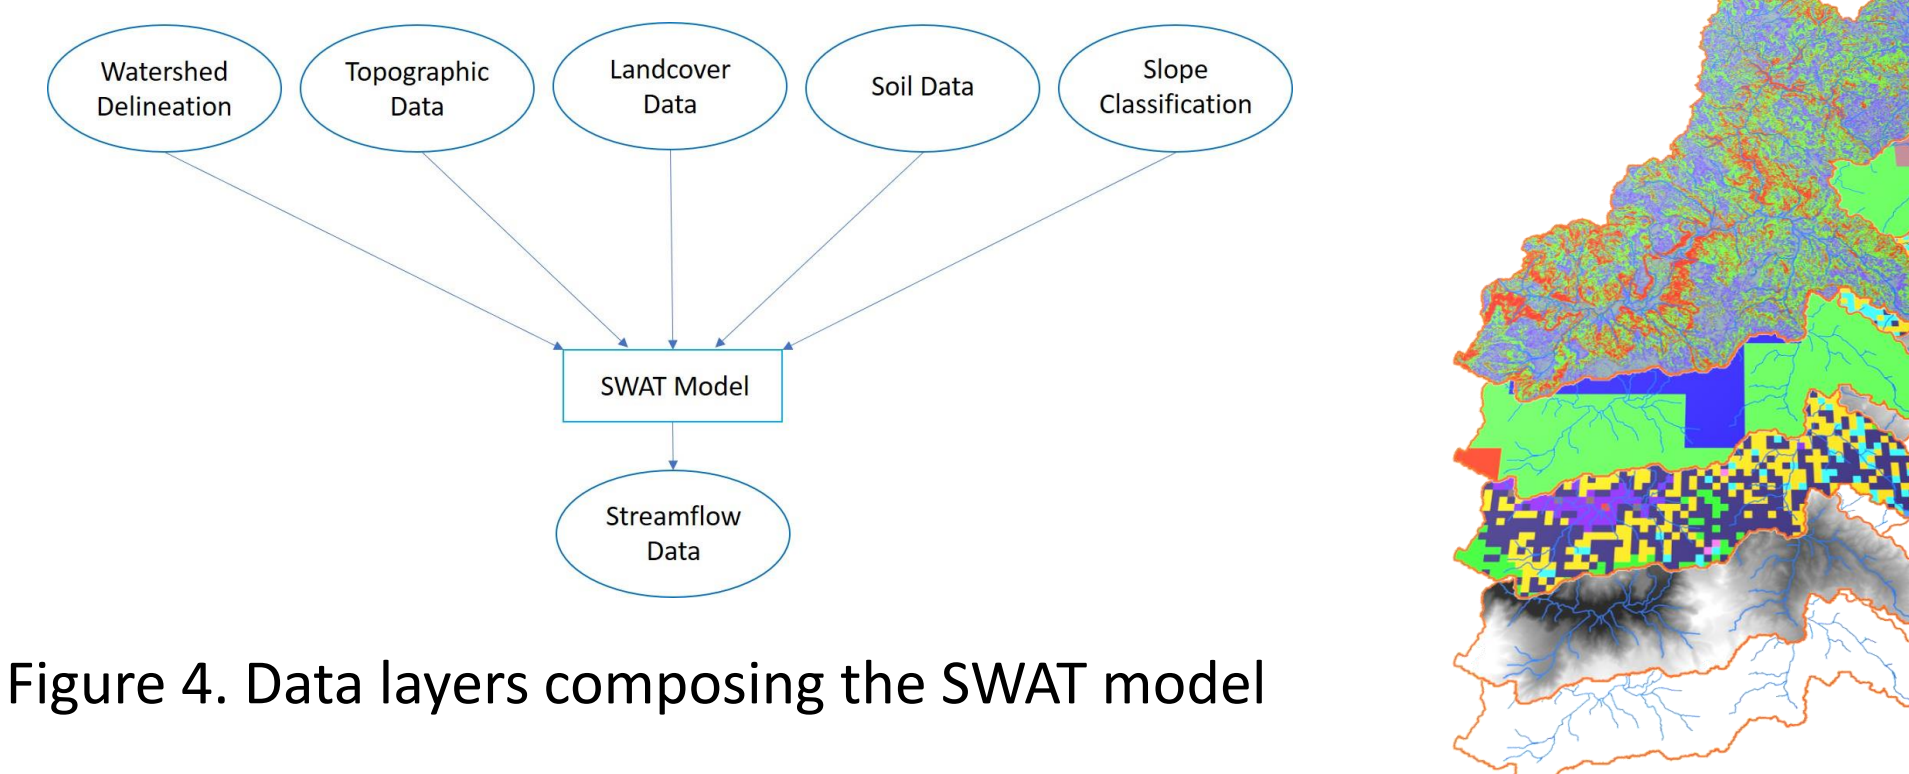 Watershed
Delineation
Topographic
Data
Landcover
Data
Soil Data
Slope
Classification
SWAT Model
Streamflow
Data
Figure 4. Data layers composing the SWAT model